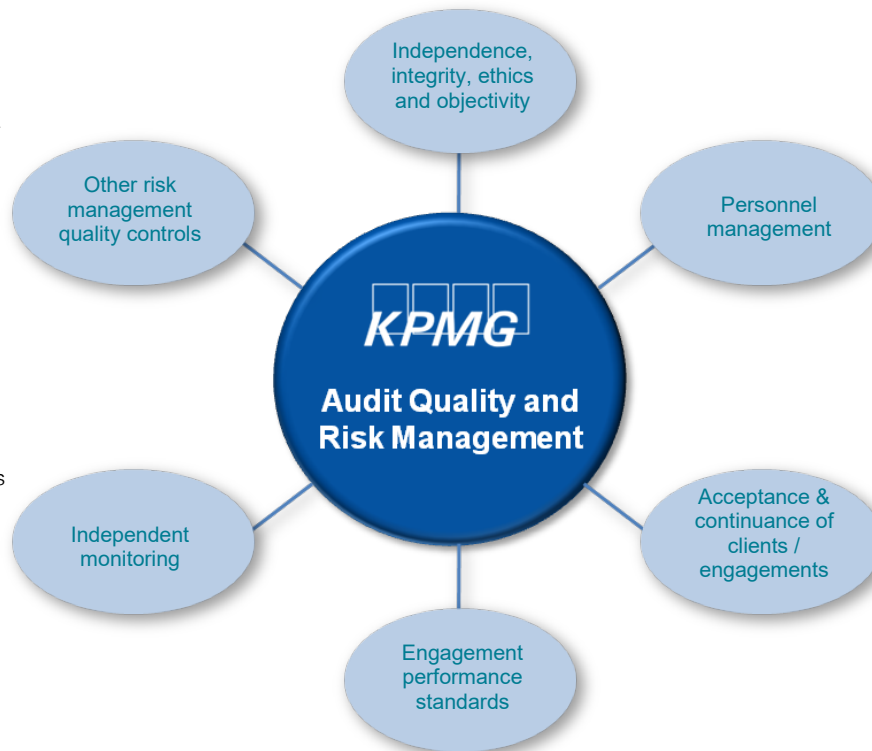 Independence,
integrity, ethics
and objectivity
Other risk
management
quality controls
Personnel
management
KPMG
Audit Quality and
Risk Management
s
Independent
monitoring
Acceptance &
continuance of
clients /
engagements
Engagement
performance
standards